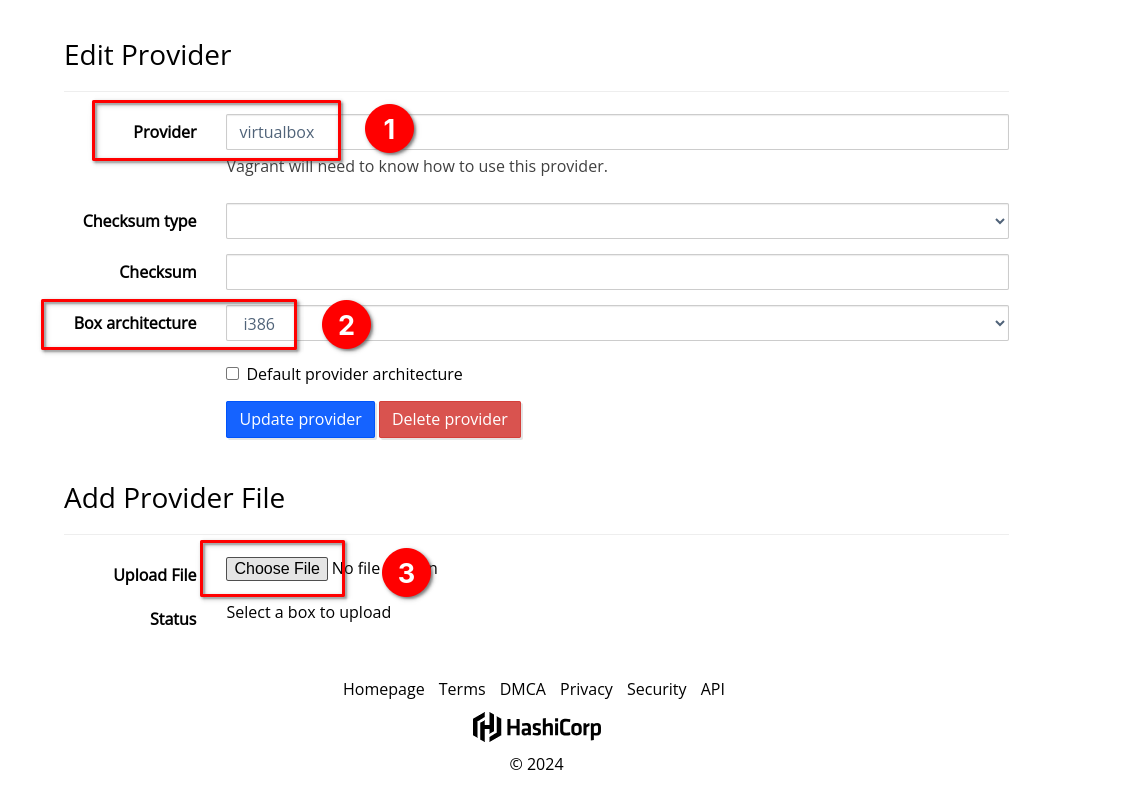 Edit Provider
Provider virtualbox 1
Vagrant will need to know how to use this provider.
Checksum type
Checksum
Box architecture i386 2
Default provider architecture
Update provider Delete provider
Add Provider File
Upload File Choose File No file 3
Status Select a box to upload
Homepage Terms DMCA Privacy Security API
HashiCorp
© 2024